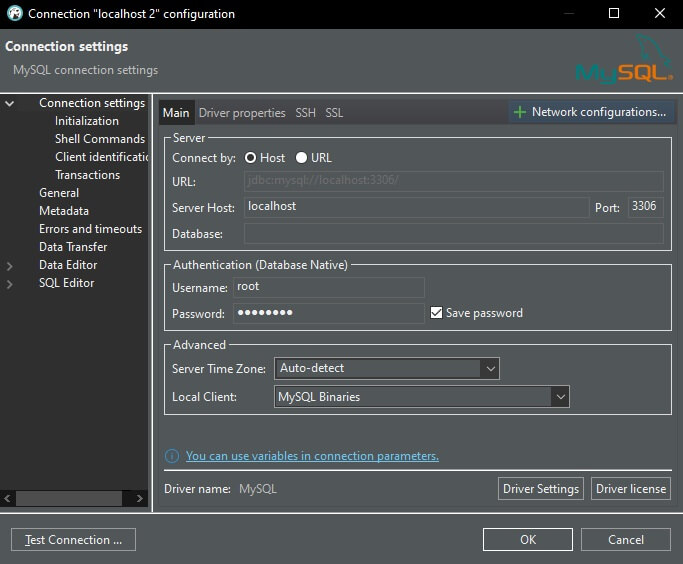 Connection "localhost 2" configuration
Connection settings
MySQL connection settings
MySQL
Connection settings
Initialization
Shell Commands
Client identificatio
Transactions
General
Metadata
Errors and timeouts
Data Transfer
Data Editor
SQL Editor
Main Driver properties SSH SSL + Network configurations...
Server
Connect by: Host URL
URL: jdbc:mysql://localhost:3306/
Server Host: localhost Port: 3306
Database:
Authentication (Database Native)
Username: root
Password: •••••••• Save password
Advanced
Server Time Zone: Auto-detect
Local Client: MySQL Binaries
You can use variables in connection parameters.
Driver name: MySQL Driver Settings Driver license
Test Connection ... OK Cancel